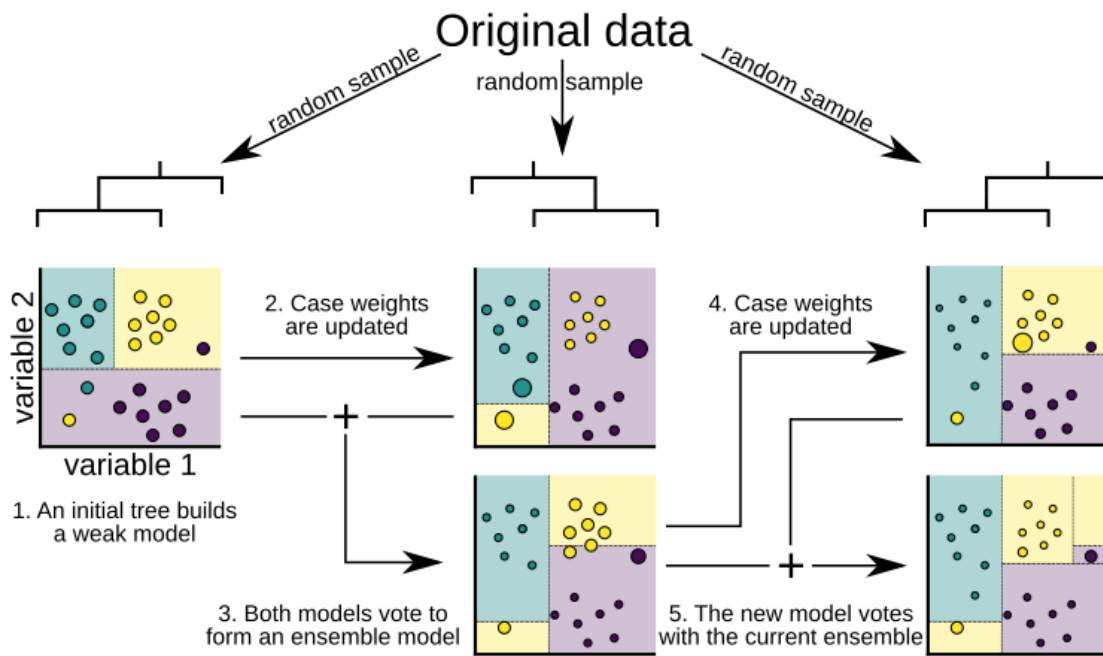 Original data
random sample
random sample
random sample
variable 2
variable 1
1. An initial tree builds
a weak model
2. Case weights
are updated
+
3. Both models vote to
form an ensemble model
4. Case weights
are updated
+
5. The new model votes
with the current ensemble